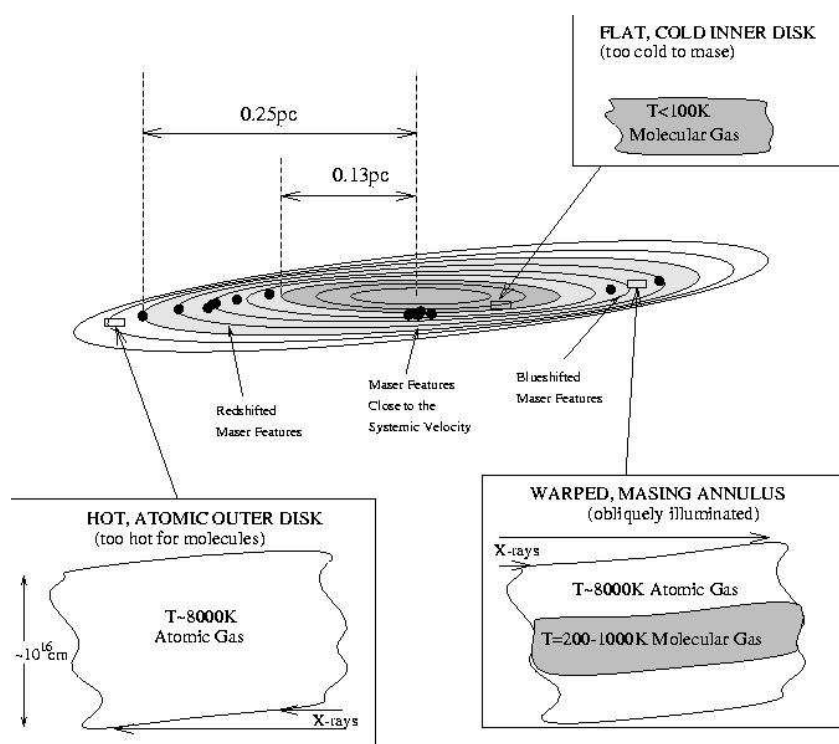 FLAT, COLD INNER DISK
(too cold to mase)
T<100K
Molecular Gas
0.25pc
0.13pc
Redshifted
Maser Features
Maser Features
Close to the
Systemic Velocity
Blueshifted
Maser Features
HOT, ATOMIC OUTER DISK
(too hot for molecules)
T~8000K
Atomic Gas
~10¹⁶cm
X-rays
WARPED, MASING ANNULUS
(obliquely illuminated)
X-rays
T~8000K Atomic Gas
T=200-1000K Molecular Gas